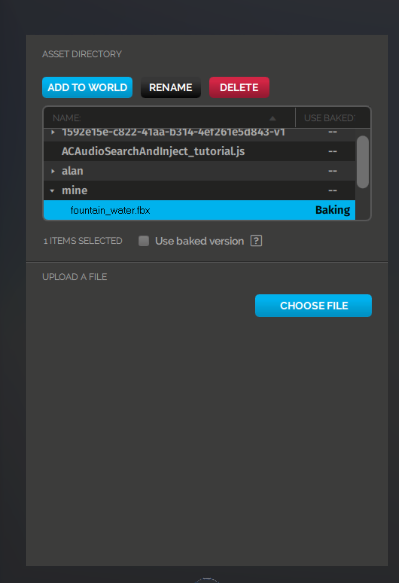 ASSET DIRECTORY
ADD TO WORLD RENAME DELETE
NAME USE BAKED?
1592e15e-c822-41aa-b314-4ef261e5d843-v1 --
ACAudioSearchAndInject_tutorial.js --
alan --
mine --
fountain_water.fbx Baking
1 ITEMS SELECTED Use baked version ?
UPLOAD A FILE
CHOOSE FILE